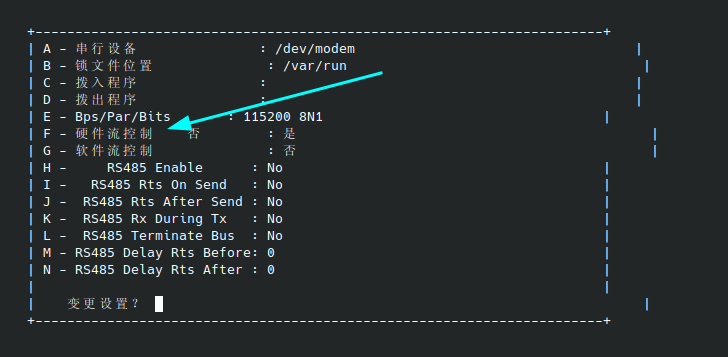 +-----------------------------------------------------------------------+
| A - 串行设备 : /dev/modem |
| B - 锁文件位置 : /var/run |
| C - 拨入程序 : |
| D - 拨出程序 : |
| E - Bps/Par/Bits : 115200 8N1 |
| F - 硬件流控制 否 : 是 |
| G - 软件流控制 : 否 |
| H - RS485 Enable : No |
| I - RS485 Rts On Send : No |
| J - RS485 Rts After Send : No |
| K - RS485 Rx During Tx : No |
| L - RS485 Terminate Bus : No |
| M - RS485 Delay Rts Before: 0 |
| N - RS485 Delay Rts After : 0 |
| |
| 变更设置? |
+-----------------------------------------------------------------------+